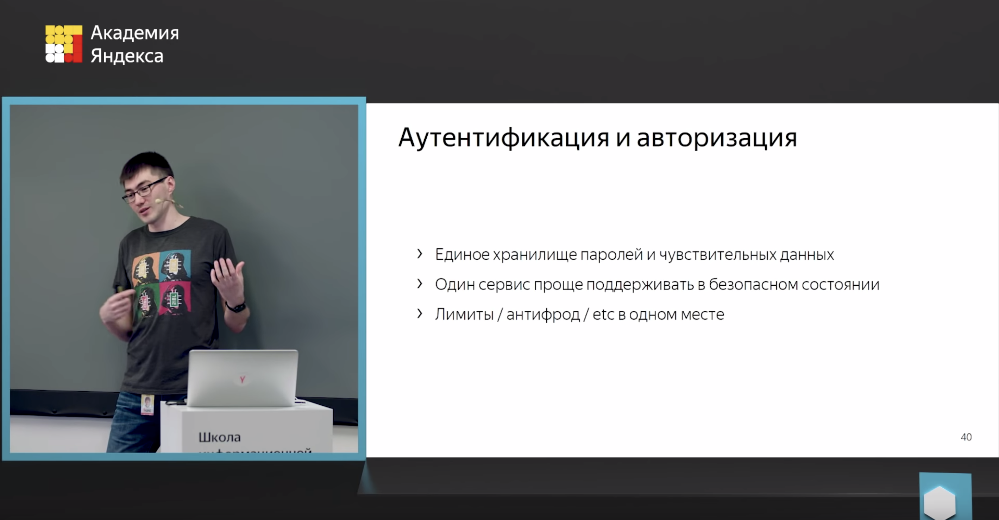 Академия
Яндекса
Аутентификация и авторизация
› Единое хранилище паролей и чувствительных данных
› Один сервис проще поддерживать в безопасном состоянии
› Лимиты / антифрод / etc в одном месте
40
Y
Школа
информационной